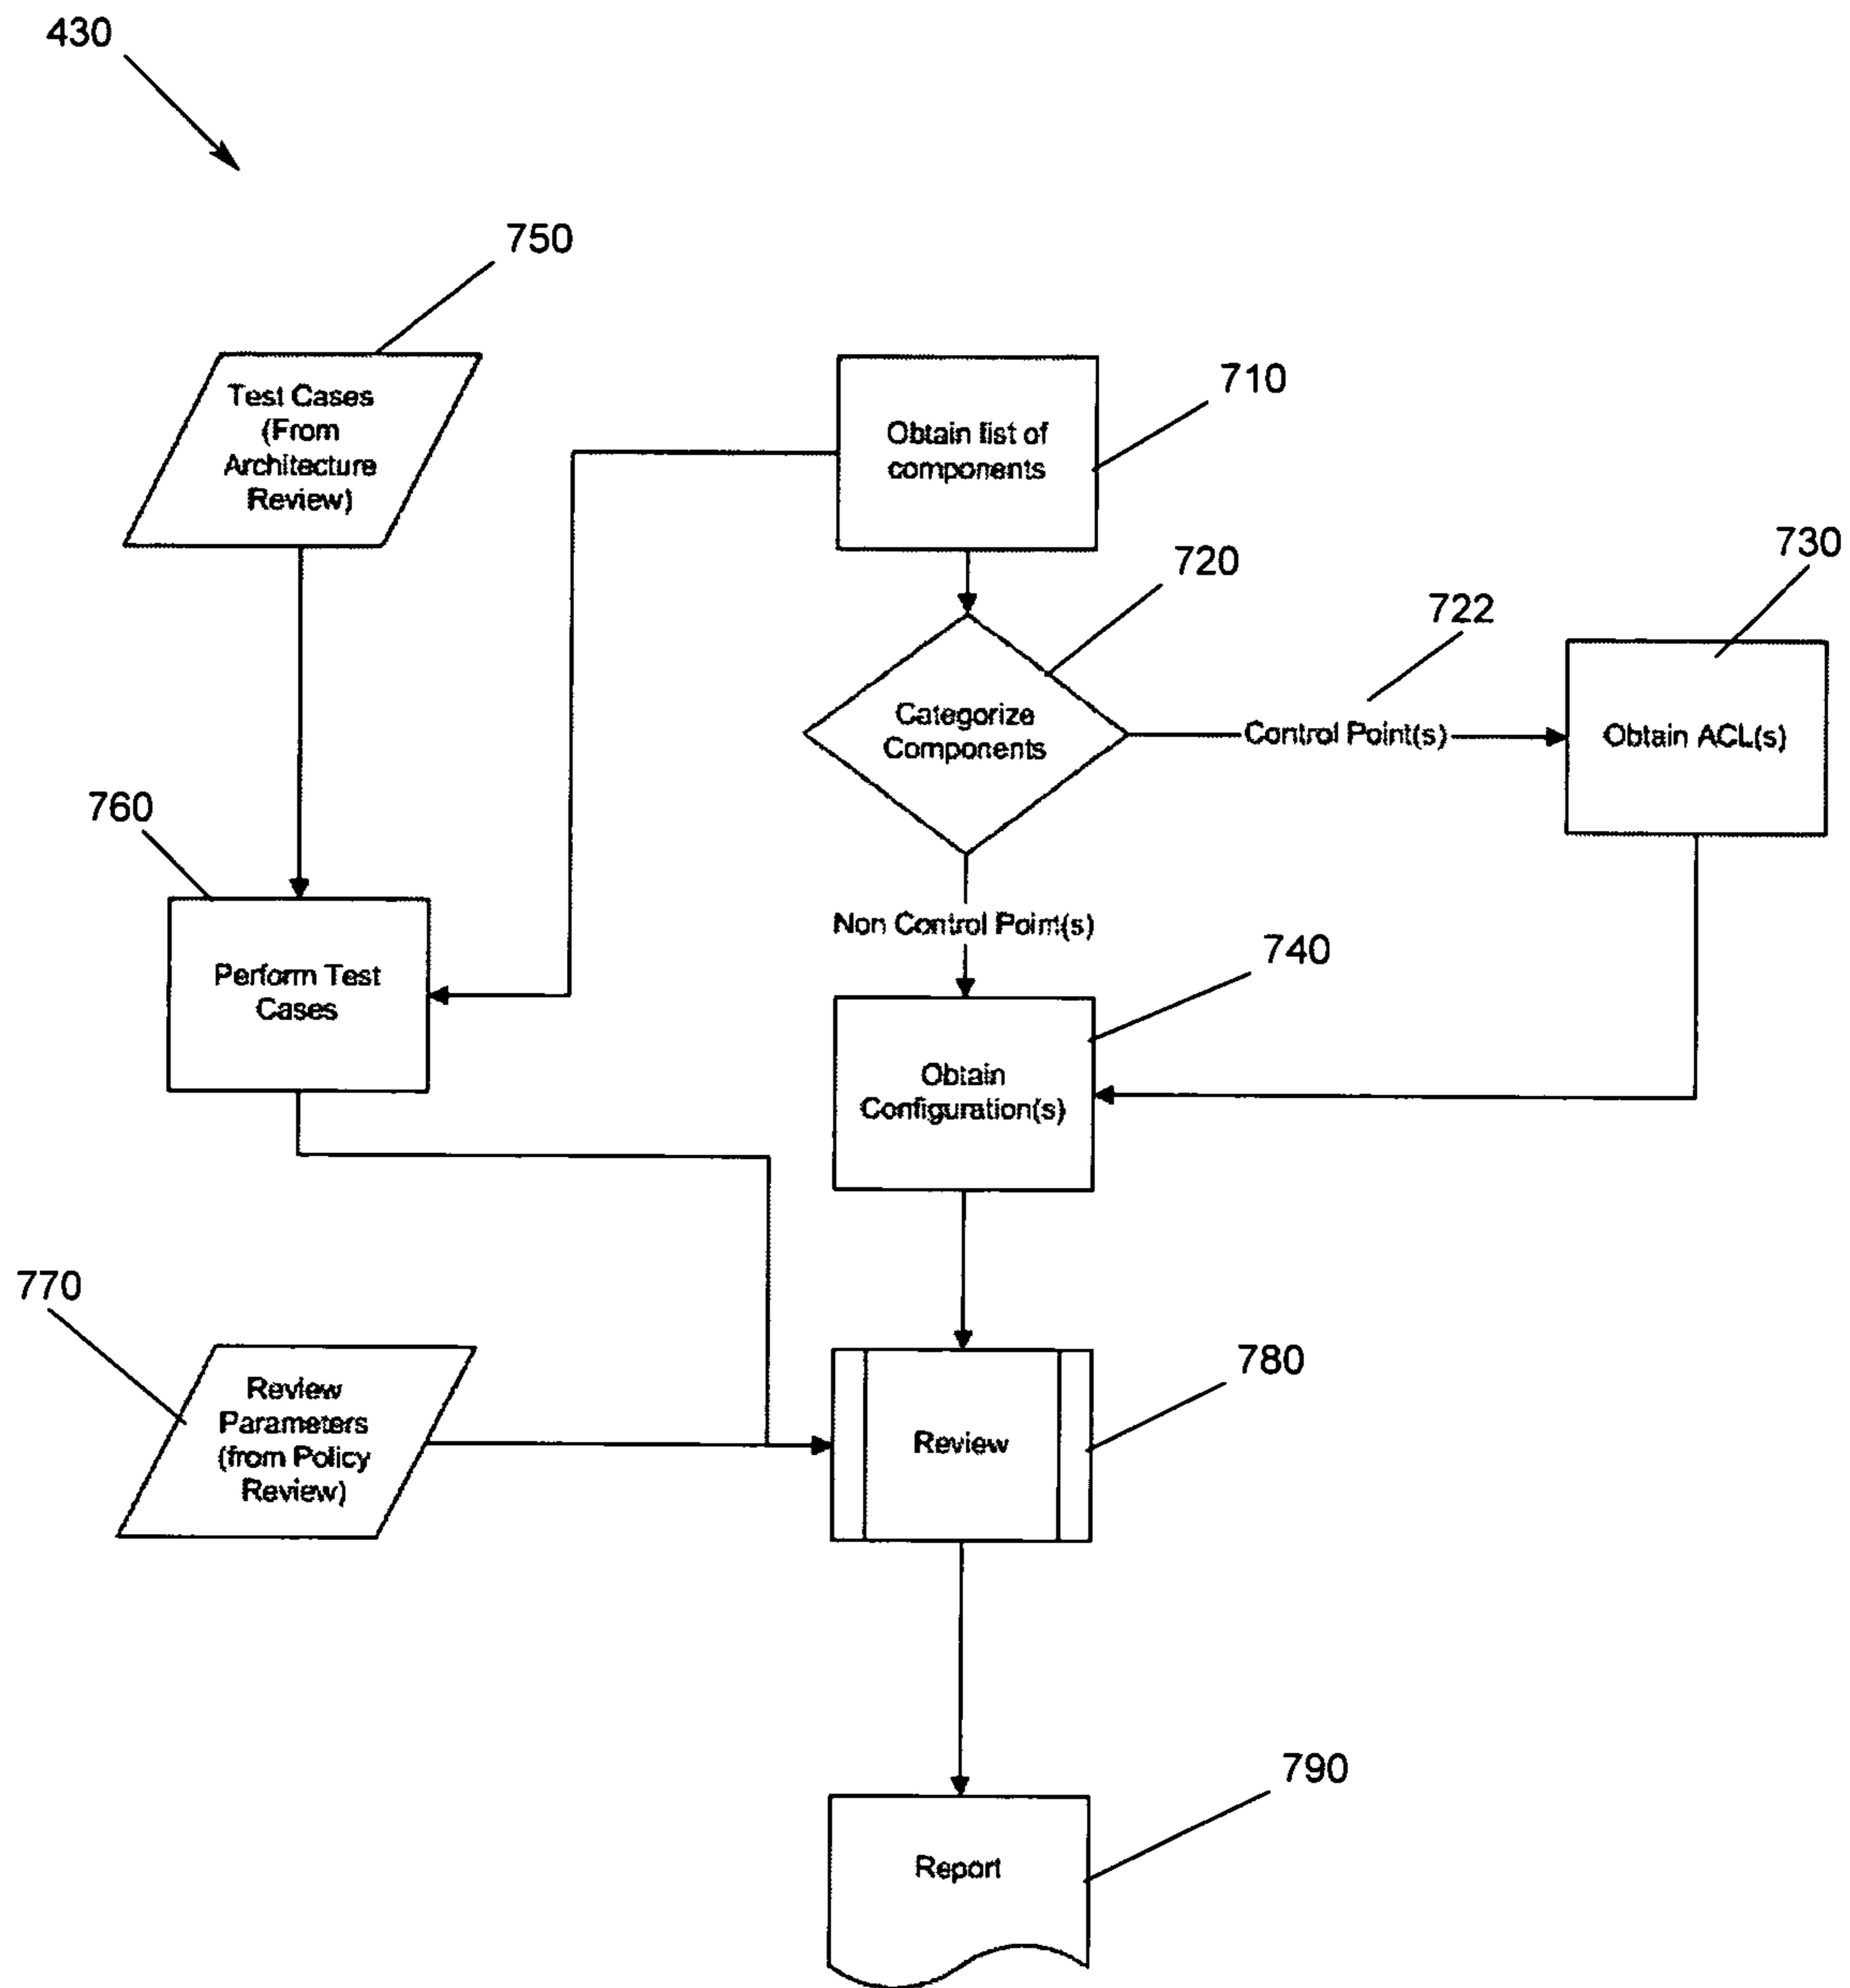 430
750
Test Cases
(From
Architecture
Review)
710
Obtain list of
components
720
Categorize
Components
722
Control Point(s)
730
Obtain ACL(s)
760
Perform Test
Cases
Non Control Point(s)
740
Obtain
Configuration(s)
770
Review
Parameters
(from Policy
Review)
780
Review
790
Report